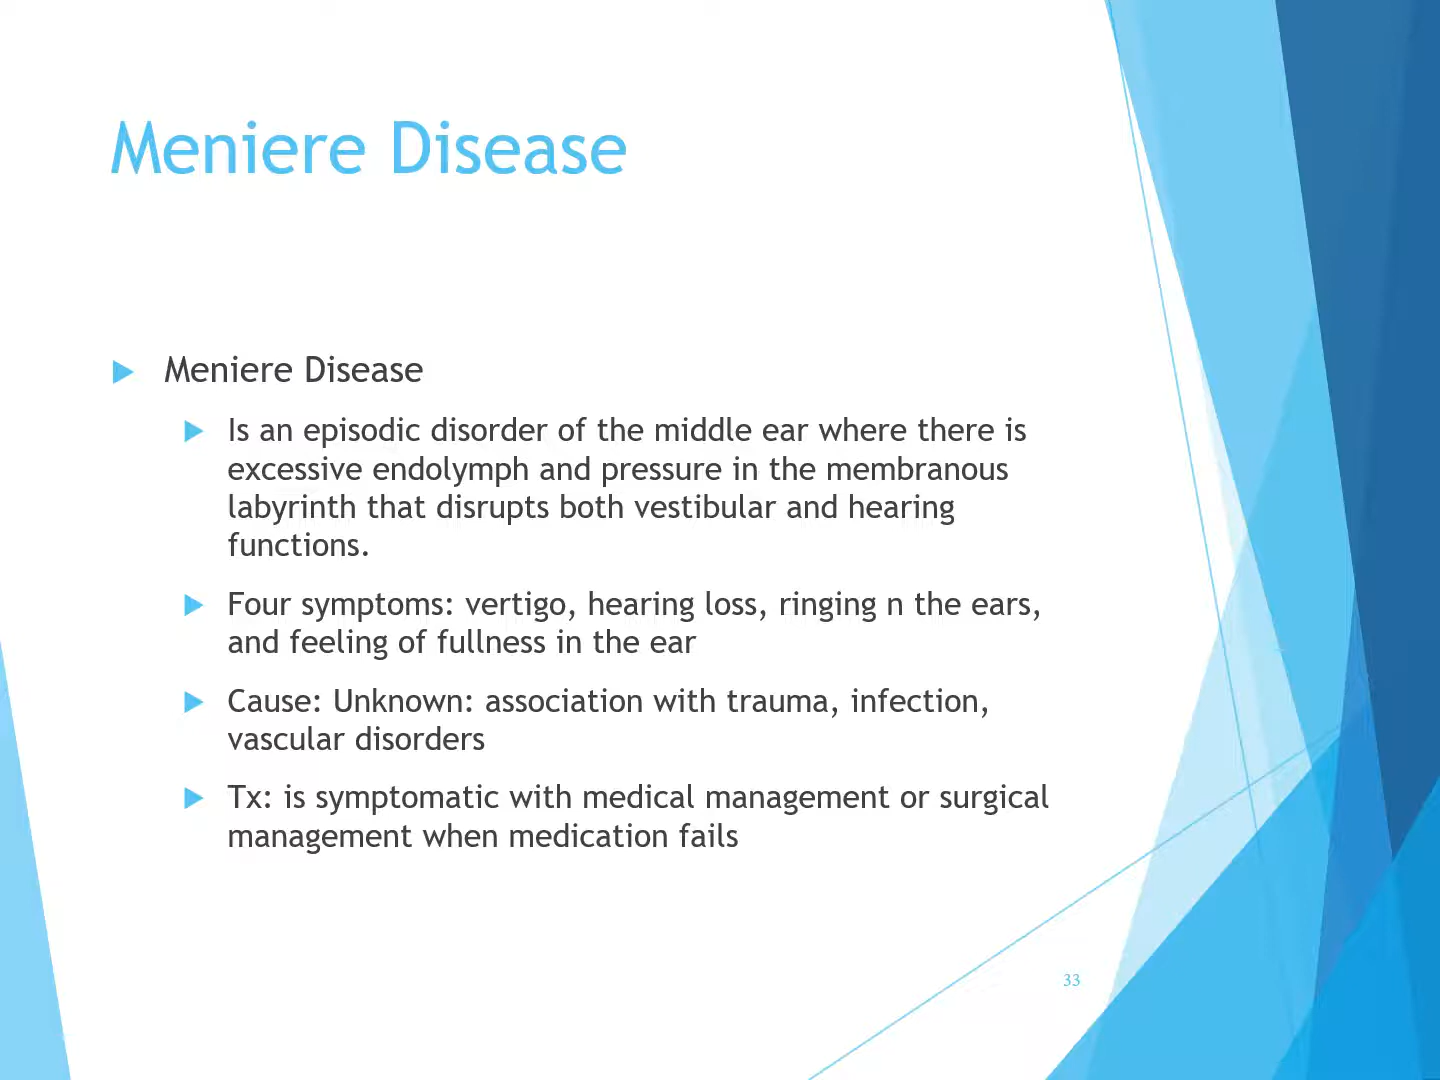 Meniere Disease
Meniere Disease
Is an episodic disorder of the middle ear where there is
excessive endolymph and pressure in the membranous
labyrinth that disrupts both vestibular and hearing
functions.
Four symptoms: vertigo, hearing loss, ringing n the ears,
and feeling of fullness in the ear
Cause: Unknown: association with trauma, infection,
vascular disorders
Tx: is symptomatic with medical management or surgical
management when medication fails
33